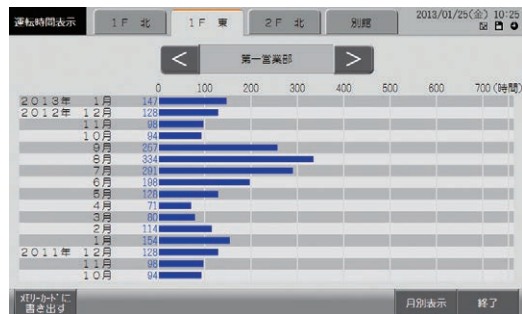 運転時間表示 1F 北 1F 東 2F 北 別館 2013/01/25(金) 10:25
< 第一営業部 >
0 100 200 300 400 500 600 700 (時間)
2013年 1月 147
2012年 12月 128
11月 98
10月 94
9月 257
8月 334
7月 291
6月 198
5月 128
4月 71
3月 80
2月 114
1月 154
2011年 12月 128
11月 98
10月 94
ﾒﾓﾘｰｶｰﾄﾞに 月別表示 終了
書き出す